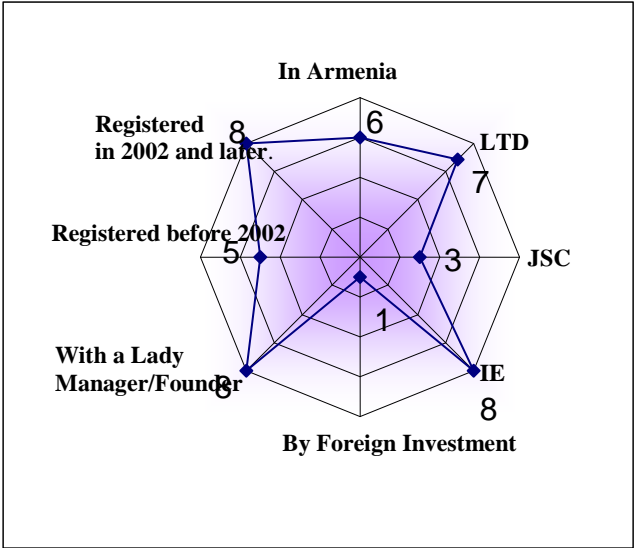 In Armenia
6
Registered
in 2002 and later.
8
LTD
7
Registered before 2002
5
3
JSC
1
With a Lady
Manager/Founder
8
IE
8
By Foreign Investment